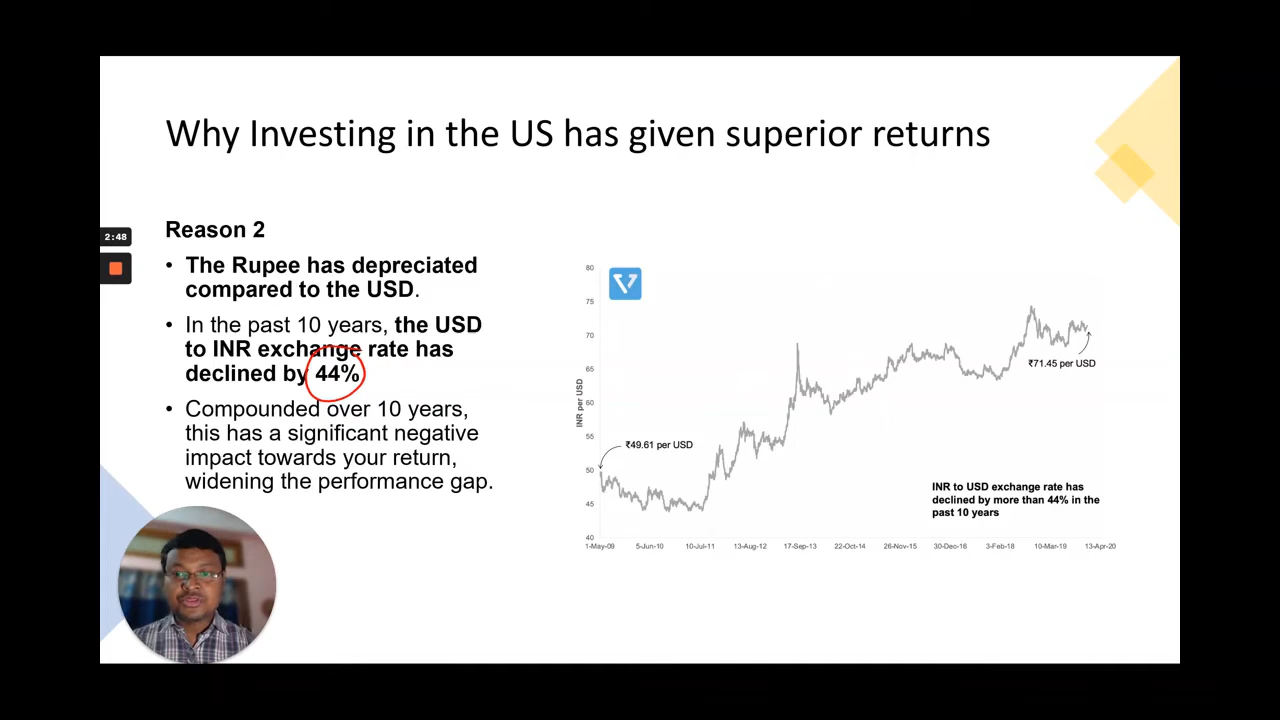 Why Investing in the US has given superior returns
2:48
Reason 2
• The Rupee has depreciated
compared to the USD.
• In the past 10 years, the USD
to INR exchange rate has
declined by 44%
• Compounded over 10 years,
this has a significant negative
impact towards your return,
widening the performance gap.
80
75
70
65
60
55
50
45
40
INR per USD
₹49.61 per USD
₹71.45 per USD
INR to USD exchange rate has
declined by more than 44% in the
past 10 years
1-May-09 5-Jun-10 10-Jul-11 13-Aug-12 17-Sep-13 22-Oct-14 26-Nov-15 30-Dec-16 3-Feb-18 10-Mar-19 13-Apr-20